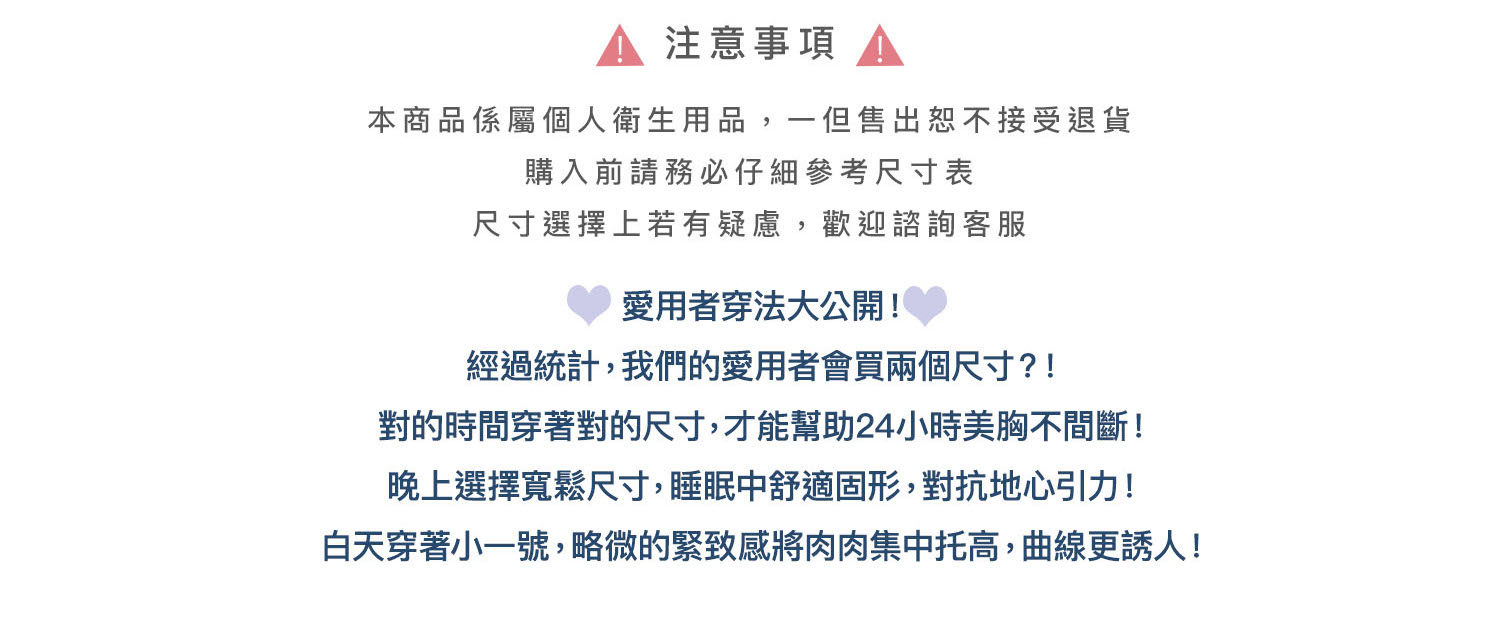 注意事項
本商品係屬個人衛生用品，一但售出恕不接受退貨
購入前請務必仔細參考尺寸表
尺寸選擇上若有疑慮，歡迎諮詢客服
愛用者穿法大公開！
經過統計，我們的愛用者會買兩個尺寸？！
對的時間穿著對的尺寸，才能幫助24小時美胸不間斷！
晚上選擇寬鬆尺寸，睡眠中舒適固形，對抗地心引力！
白天穿著小一號，略微的緊致感將肉肉集中托高，曲線更誘人！